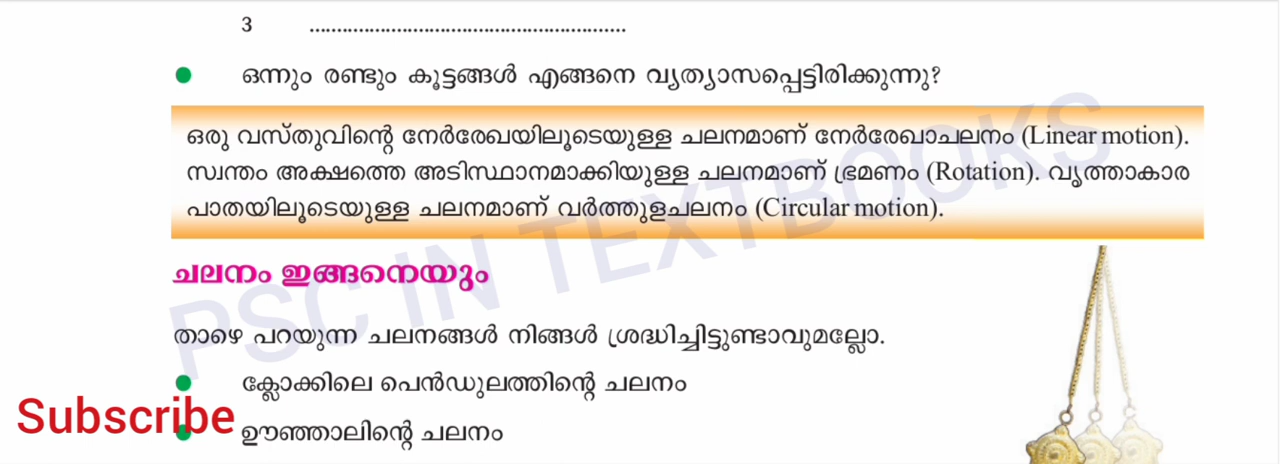 3 ..........................................................
● ഒന്നും രണ്ടും കൂട്ടങ്ങൾ എങ്ങനെ വ്യത്യാസപ്പെട്ടിരിക്കുന്നു?
ഒരു വസ്തുവിന്റെ നേർരേഖയിലൂടെയുള്ള ചലനമാണ് നേർരേഖാചലനം (Linear motion).
സ്വന്തം അക്ഷത്തെ അടിസ്ഥാനമാക്കിയുള്ള ചലനമാണ് ഭ്രമണം (Rotation). വൃത്താകാര
പാതയിലൂടെയുള്ള ചലനമാണ് വർത്തുളചലനം (Circular motion).
ചലനം ഇങ്ങനെയും
താഴെ പറയുന്ന ചലനങ്ങൾ നിങ്ങൾ ശ്രദ്ധിച്ചിട്ടുണ്ടാവുമല്ലോ.
● ക്ലോക്കിലെ പെൻഡുലത്തിന്റെ ചലനം
Subscribe
● ഊഞ്ഞാലിന്റെ ചലനം
PSC IN TEXTBOOKS